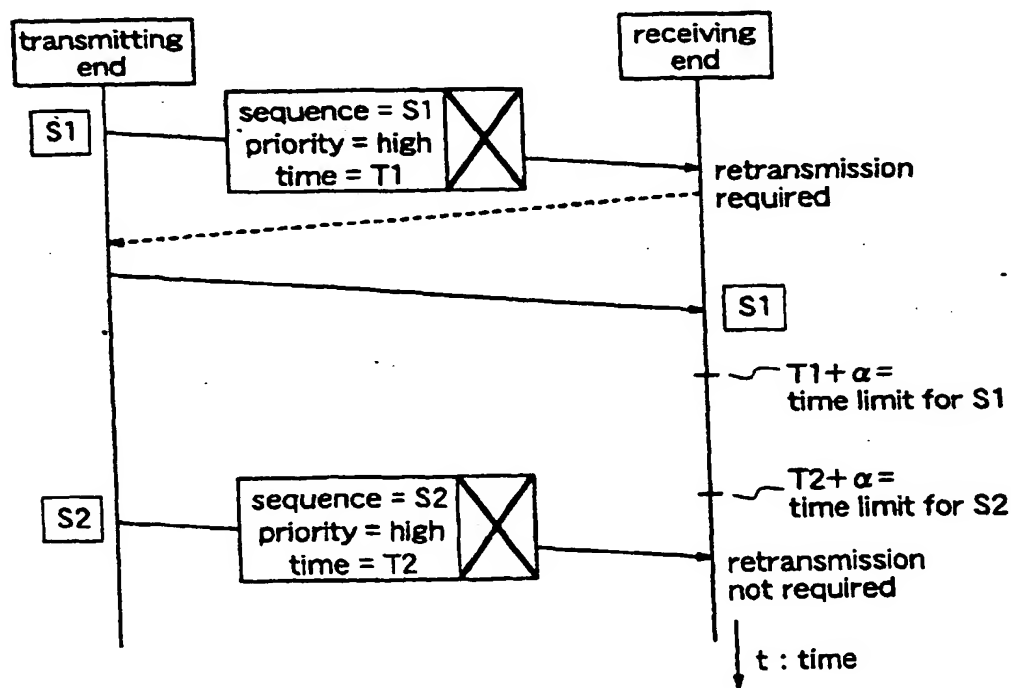 transmitting
end
receiving
end
S1
sequence = S1
priority = high
time = T1
retransmission
required
S1
T1+α=
time limit for S1
T2+α=
time limit for S2
S2
sequence = S2
priority = high
time = T2
retransmission
not required
t : time